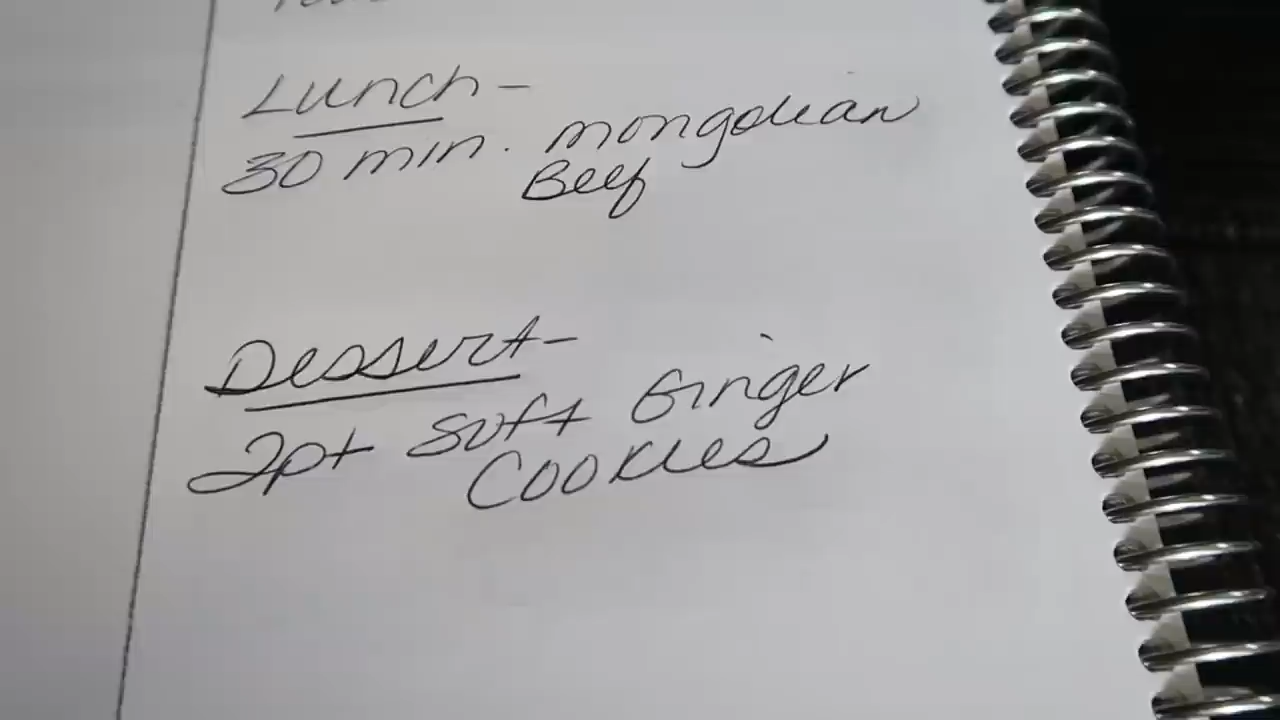 Lunch -
30 min. mongolian
Beef
Dessert -
2pt soft Ginger
Cookies